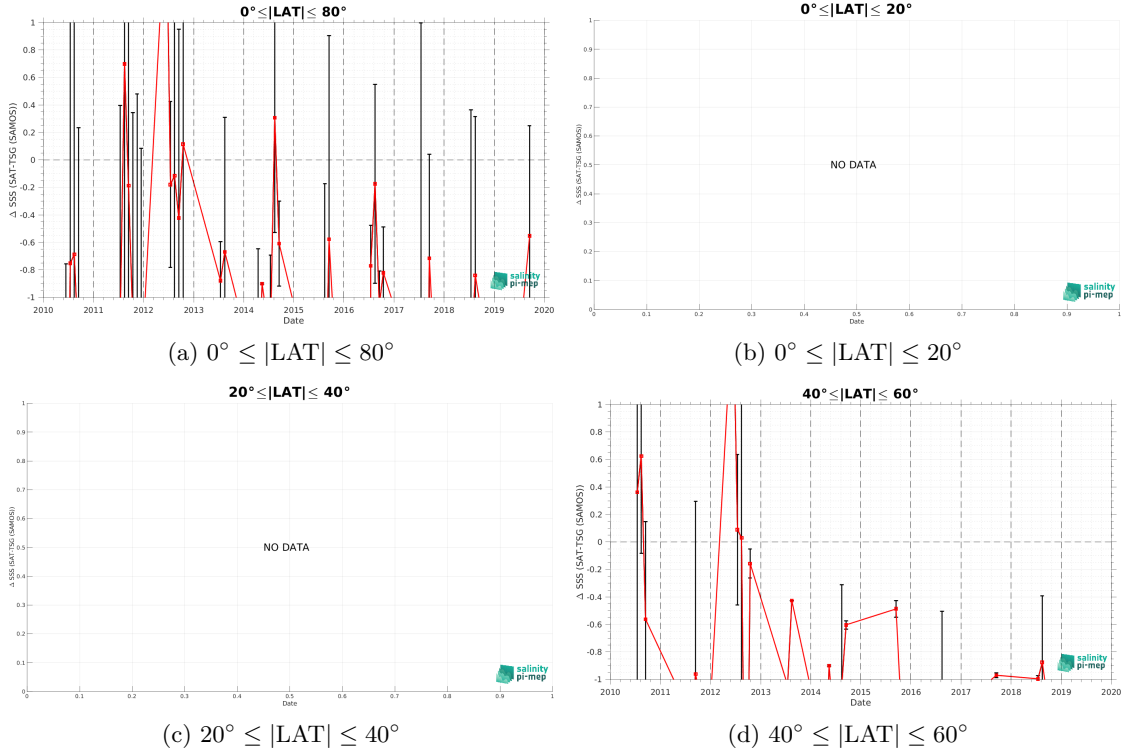 0°≤|LAT|≤ 80°
Δ SSS (SAT-TSG (SAMOS))
1
0.8
0.6
0.4
0.2
0
-0.2
-0.4
-0.6
-0.8
-1
2010 2011 2012 2013 2014 2015 2016 2017 2018 2019 2020
Date
salinity
pi-mep
(a) 0° ≤ |LAT| ≤ 80°
0°≤|LAT|≤ 20°
Δ SSS (SAT-TSG (SAMOS))
1
0.9
0.8
0.7
0.6
0.5
0.4
0.3
0.2
0.1
0
NO DATA
0 0.1 0.2 0.3 0.4 0.5 0.6 0.7 0.8 0.9 1
Date
salinity
pi-mep
(b) 0° ≤ |LAT| ≤ 20°
20°≤|LAT|≤ 40°
Δ SSS (SAT-TSG (SAMOS))
1
0.9
0.8
0.7
0.6
0.5
0.4
0.3
0.2
0.1
0
NO DATA
0 0.1 0.2 0.3 0.4 0.5 0.6 0.7 0.8 0.9 1
Date
salinity
pi-mep
(c) 20° ≤ |LAT| ≤ 40°
40°≤|LAT|≤ 60°
Δ SSS (SAT-TSG (SAMOS))
1
0.8
0.6
0.4
0.2
0
-0.2
-0.4
-0.6
-0.8
-1
2010 2011 2012 2013 2014 2015 2016 2017 2018 2019 2020
Date
salinity
pi-mep
(d) 40° ≤ |LAT| ≤ 60°